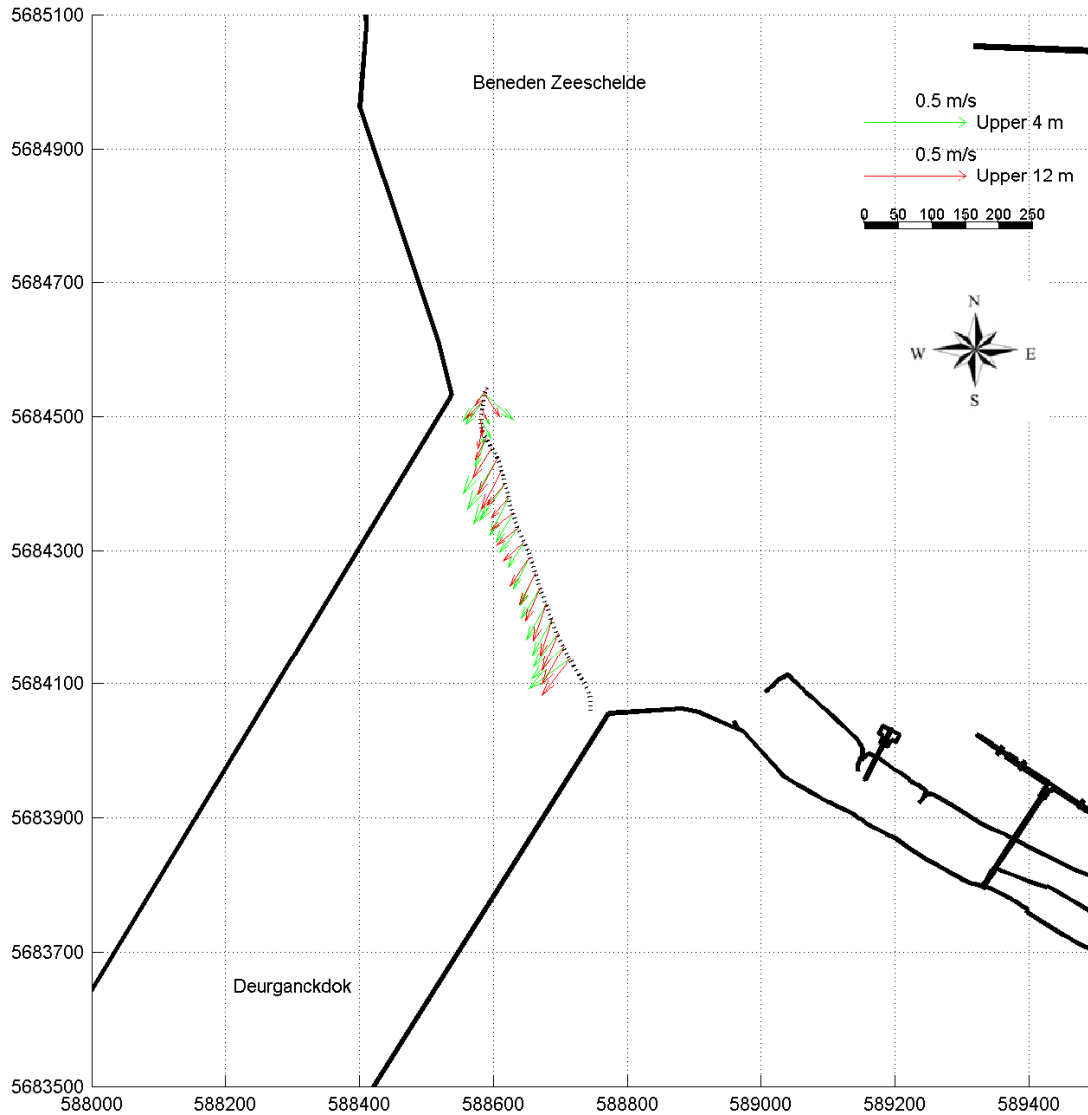 5685100
Beneden Zeeschelde
0.5 m/s
Upper 4 m
5684900
0.5 m/s
Upper 12 m
0 50 100 150 200 250
5684700
N
W E
S
5684500
5684300
5684100
5683900
5683700
Deurganckdok
5683500
588000 588200 588400 588600 588800 589000 589200 589400